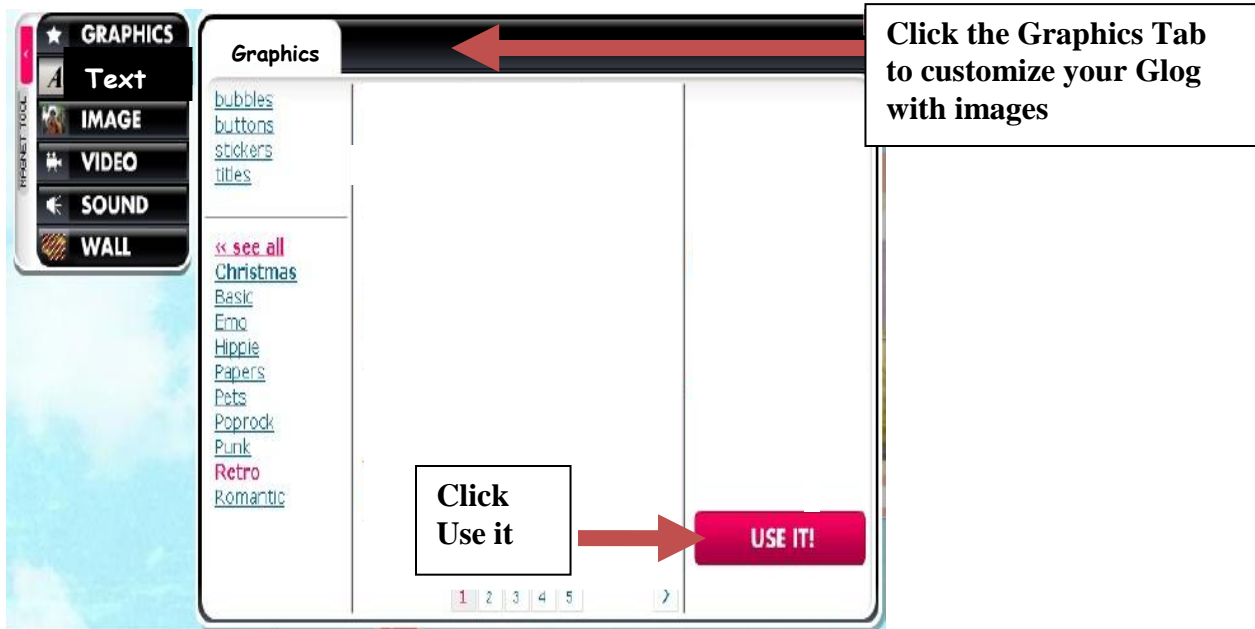 GRAPHICS
A Text
IMAGE
VIDEO
SOUND
WALL
MAGNET TOOL
Graphics
bubbles
buttons
stickers
titles
« see all
Christmas
Basic
Emo
Hippie
Papers
Pets
Poprock
Punk
Retro
Romantic
Click the Graphics Tab
to customize your Glog
with images
Click
Use it
USE IT!
1 2 3 4 5 >